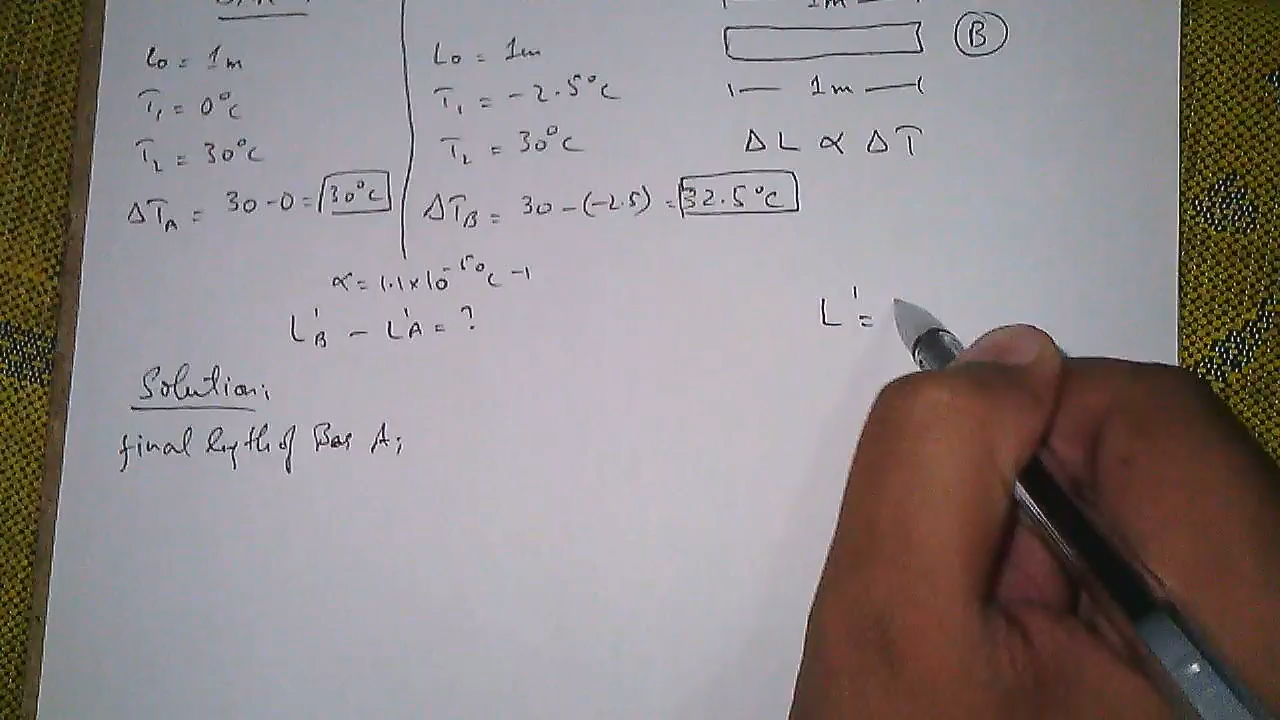 L₀ = 1m
T₁ = 0°C
T₂ = 30°C
ΔT_A = 30 - 0 = 30°C
L₀ = 1m
T₁ = -2.5°C
T₂ = 30°C
ΔT_B = 30 - (-2.5) = 32.5°C
1m
B
1m
ΔL ∝ ΔT
α = 1.1 × 10⁻⁵ °C⁻¹
L'_B - L'_A = ?
L' =
Solution:
final length of Bar A;